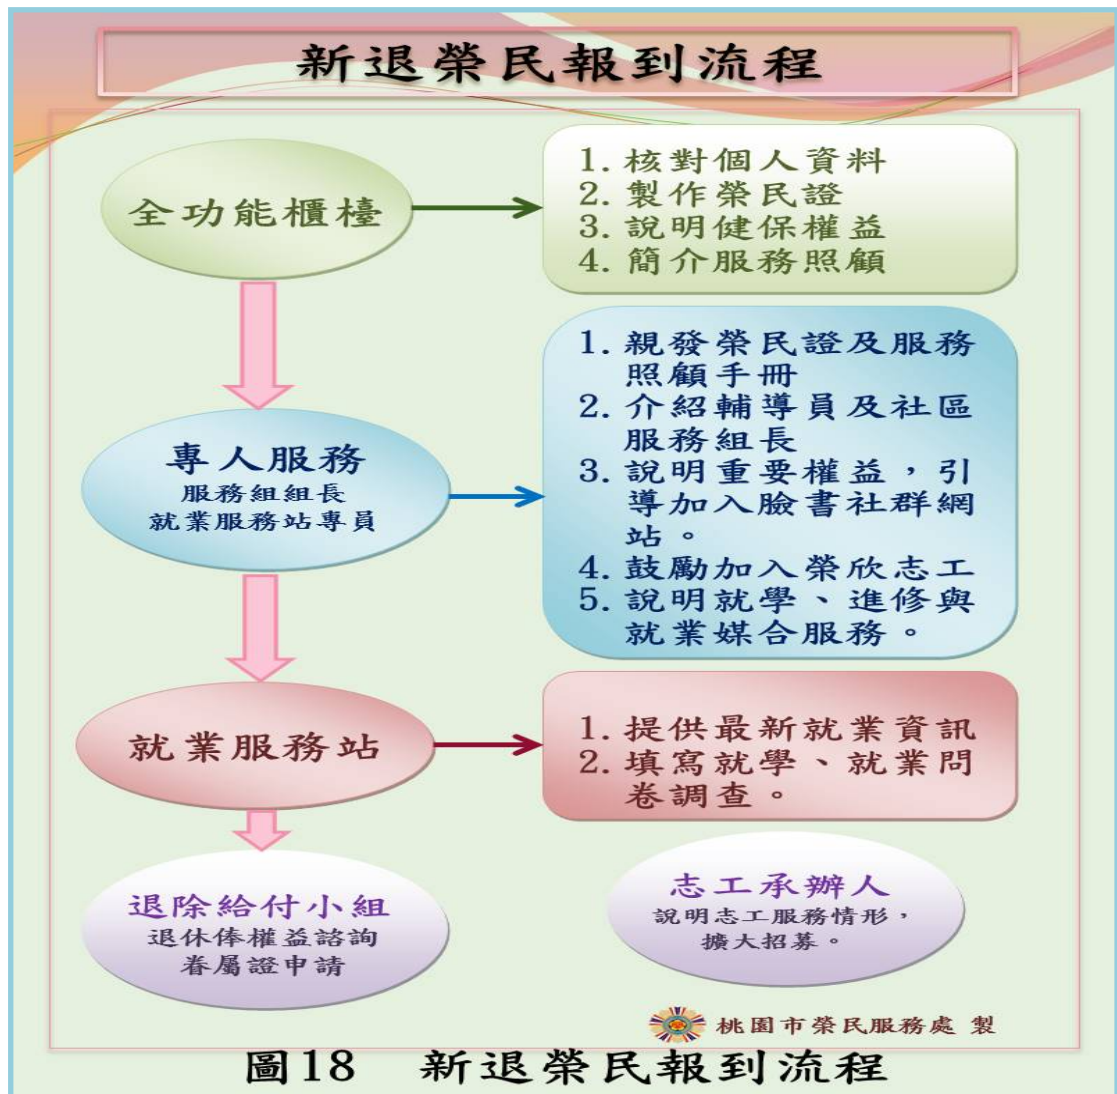 新退榮民報到流程
全功能櫃檯
1. 核對個人資料
2. 製作榮民證
3. 說明健保權益
4. 簡介服務照顧
專人服務
服務組組長
就業服務站專員
1. 親發榮民證及服務
照顧手冊
2. 介紹輔導員及社區
服務組長
3. 說明重要權益，引
導加入臉書社群網
站。
4. 鼓勵加入榮欣志工
5. 說明就學、進修與
就業媒合服務。
就業服務站
1. 提供最新就業資訊
2. 填寫就學、就業問
卷調查。
退除給付小組
退休俸權益諮詢
眷屬證申請
志工承辦人
說明志工服務情形，
擴大招募。
桃園市榮民服務處 製
圖18 新退榮民報到流程